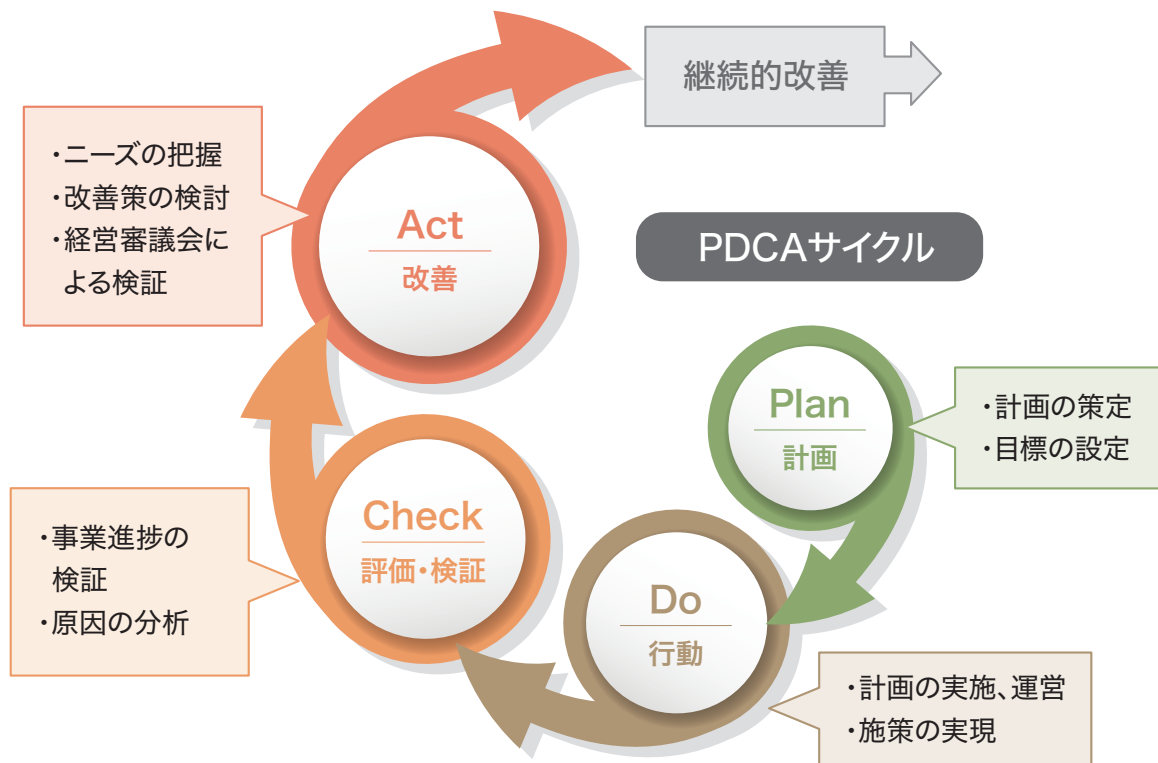 継続的改善
・ニーズの把握
・改善策の検討
・経営審議会に
よる検証
Act
改善
PDCAサイクル
Plan
計画
・計画の策定
・目標の設定
Check
評価・検証
・事業進捗の
検証
・原因の分析
Do
行動
・計画の実施、運営
・施策の実現